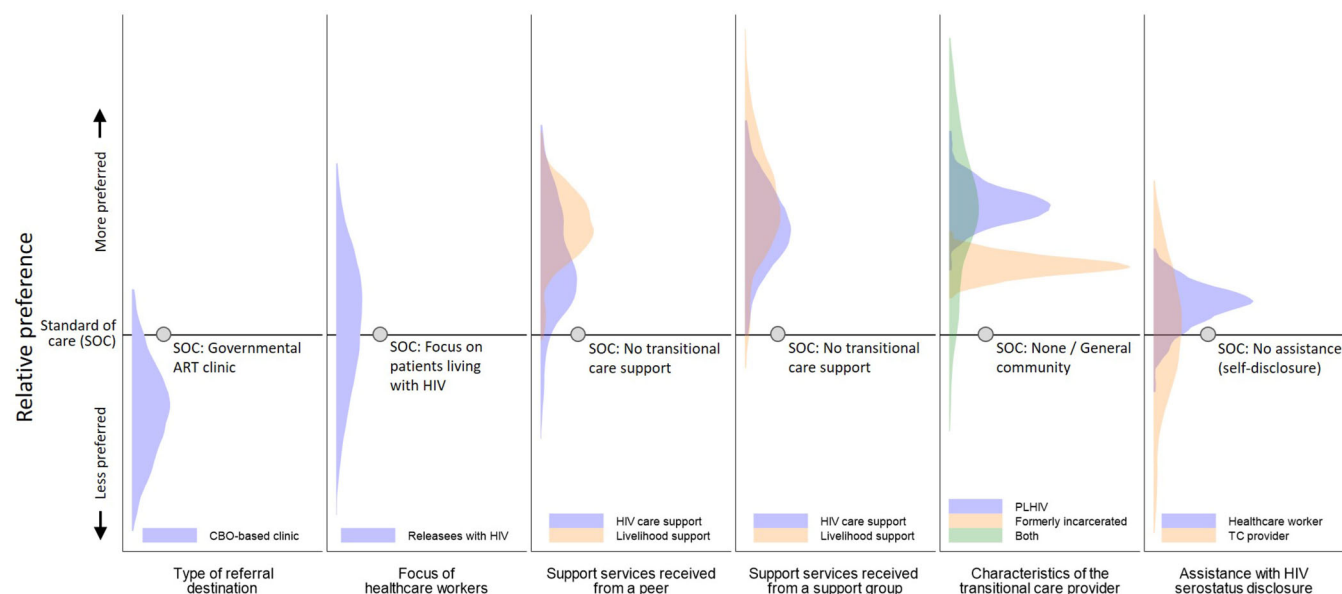 Relative preference
More preferred
Less preferred
Standard of
care (SOC)
SOC: Governmental
ART clinic
CBO-based clinic
Type of referral
destination
SOC: Focus on
patients living
with HIV
Releasees with HIV
Focus of
healthcare workers
SOC: No transitional
care support
HIV care support
Livelihood support
Support services received
from a peer
SOC: No transitional
care support
HIV care support
Livelihood support
Support services received
from a support group
SOC: None / General
community
PLHIV
Formerly incarcerated
Both
Characteristics of the
transitional care provider
SOC: No assistance
(self-disclosure)
Healthcare worker
TC provider
Assistance with HIV
serostatus disclosure